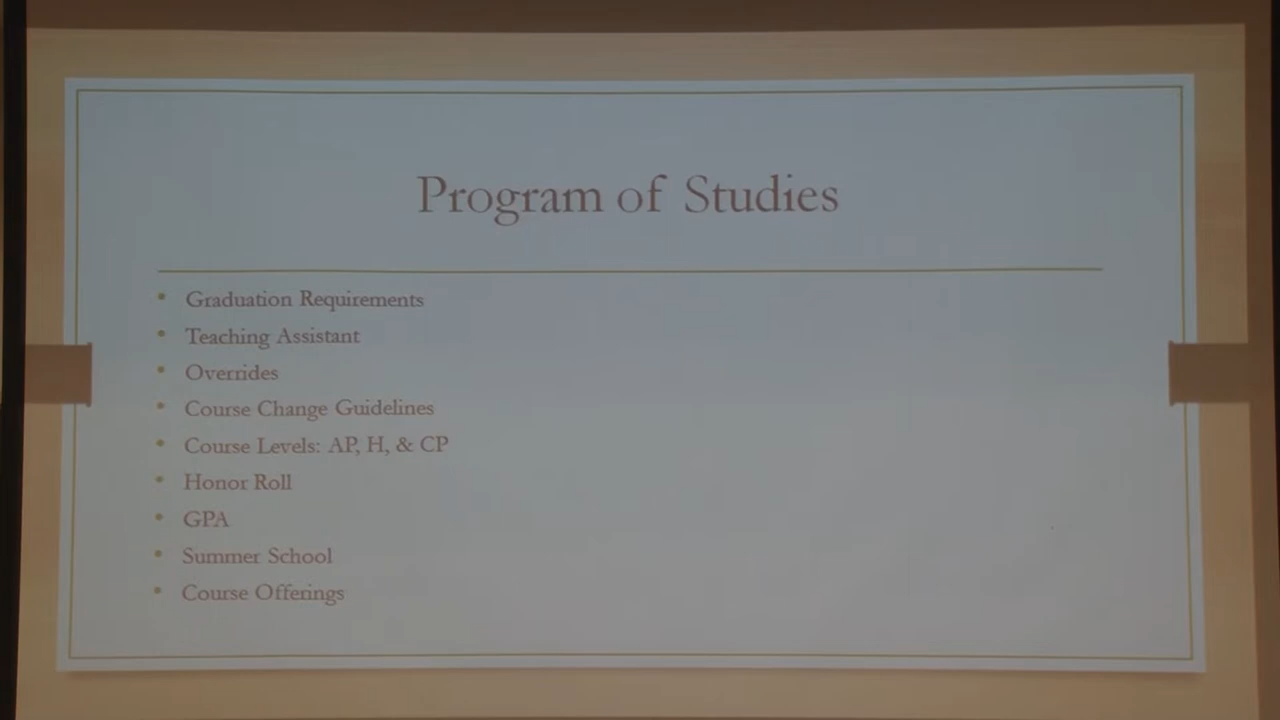 Program of Studies
• Graduation Requirements
• Teaching Assistant
• Overrides
• Course Change Guidelines
• Course Levels: AP, H, & CP
• Honor Roll
• GPA
• Summer School
• Course Offerings